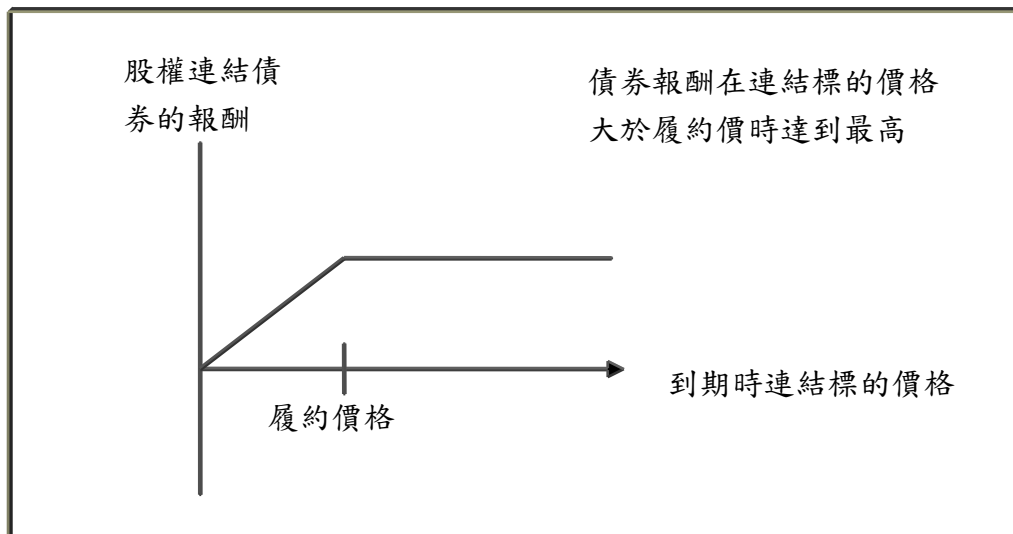 股權連結債
券的報酬
債券報酬在連結標的價格
大於履約價時達到最高
到期時連結標的價格
履約價格